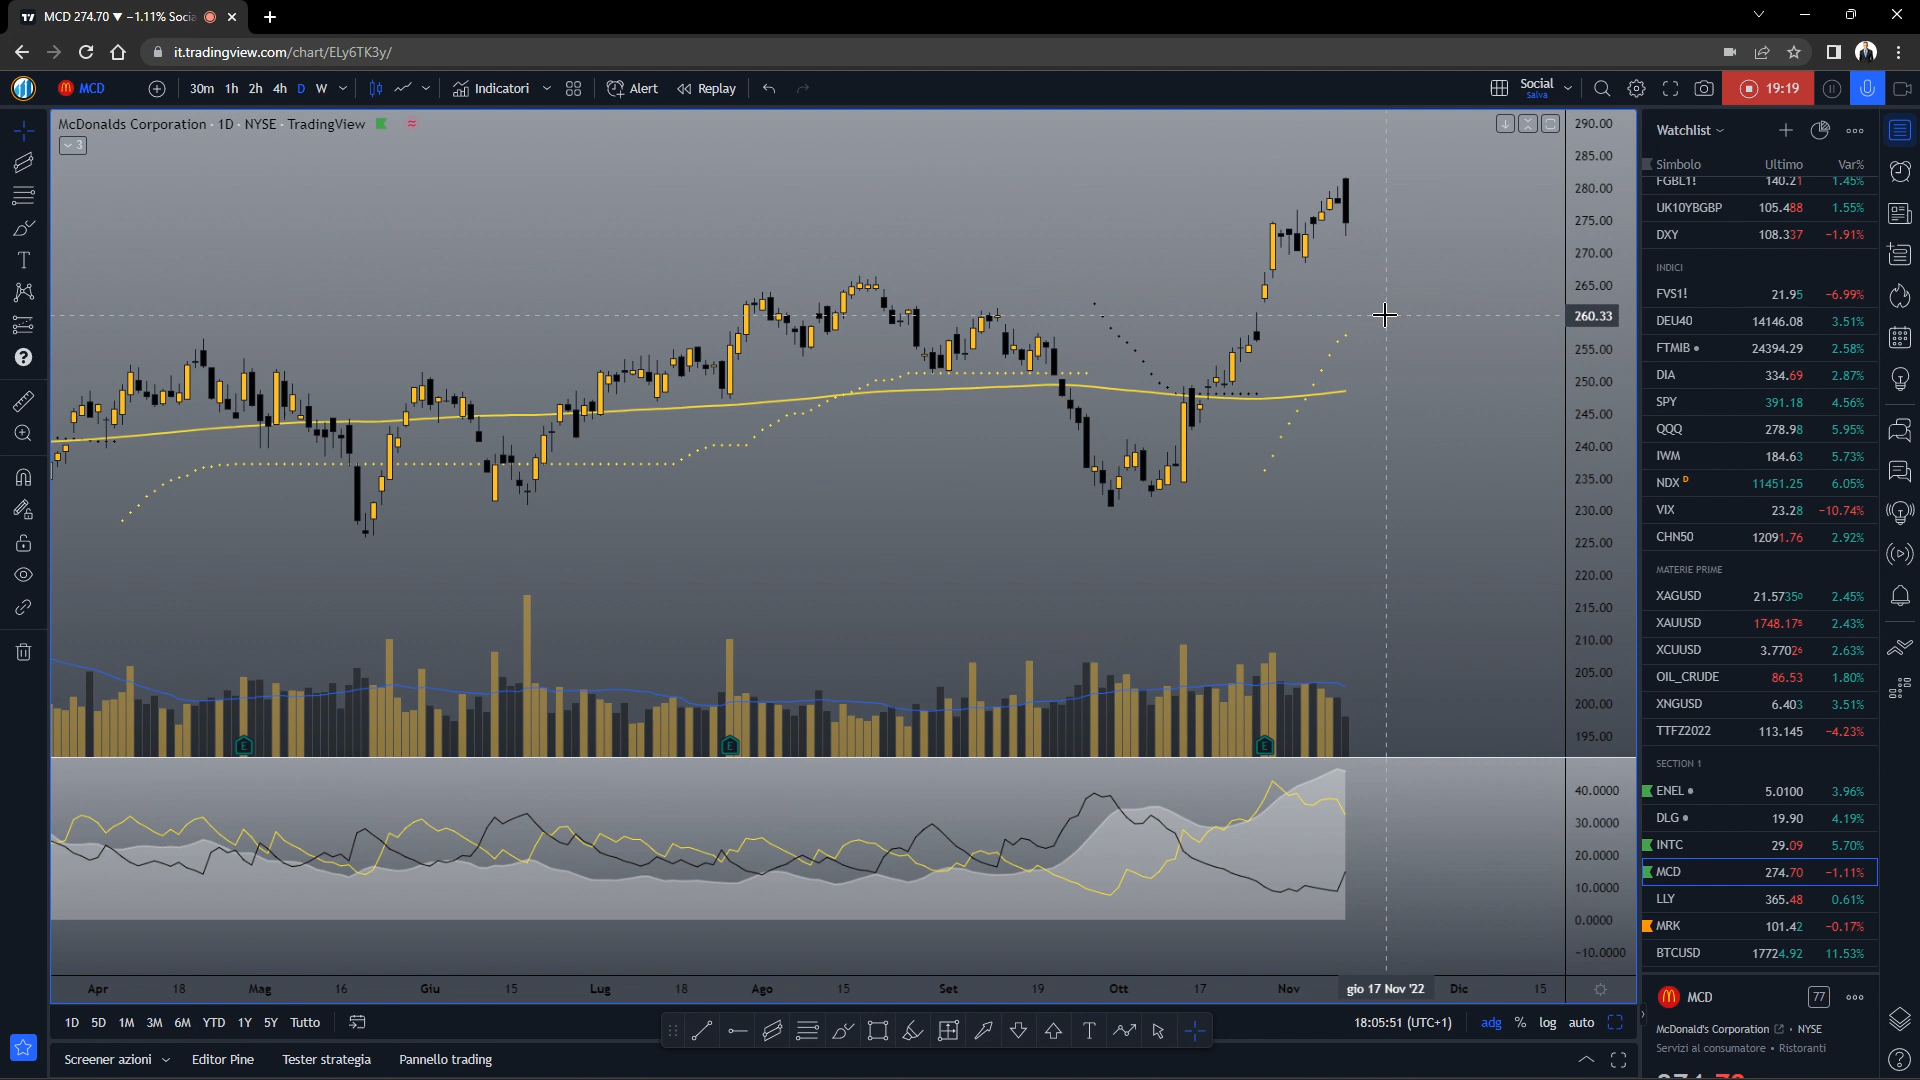 MCD 274.70 ▼ −1.11% Socia
it.tradingview.com/chart/ELy6TK3y/
MCD
30m 1h 2h 4h D W
Indicatori
Alert
Replay
Social
Salva
19:19
McDonalds Corporation · 1D · NYSE · TradingView
3
290.00
285.00
280.00
275.00
270.00
265.00
260.33
255.00
250.00
245.00
240.00
235.00
230.00
225.00
220.00
215.00
210.00
205.00
200.00
195.00
E E E
40.0000
30.0000
20.0000
10.0000
0.0000
−10.0000
Apr 18 Mag 16 Giu 15 Lug 18 Ago 15 Set 19 Ott 17 Nov gio 17 Nov '22 Dic 15
1D 5D 1M 3M 6M YTD 1Y 5Y Tutto
18:05:51 (UTC+1)
adg % log auto
Screener azioni
Editor Pine
Tester strategia
Pannello trading
Watchlist
Simbolo Ultimo Var%
FGBL1! 140.21 1.45%
UK10YBGBP 105.488 1.55%
DXY 108.337 −1.91%
INDICI
FVS1! 21.95 −6.99%
DEU40 14146.08 3.51%
FTMIB 24394.29 2.58%
DIA 334.69 2.87%
SPY 391.18 4.56%
QQQ 278.98 5.95%
IWM 184.63 5.73%
NDX D 11451.25 6.05%
VIX 23.28 −10.74%
CHN50 12091.76 2.92%
MATERIE PRIME
XAGUSD 21.5735⁰ 2.45%
XAUUSD 1748.17⁵ 2.43%
XCUUSD 3.7702⁶ 2.63%
OIL_CRUDE 86.53 1.80%
XNGUSD 6.403 3.51%
TTFZ2022 113.145 −4.23%
SECTION 1
ENEL 5.0100 3.96%
DLG 19.90 4.19%
INTC 29.09 5.70%
MCD 274.70 −1.11%
LLY 365.48 0.61%
MRK 101.42 −0.17%
BTCUSD 17724.92 11.53%
MCD
77
McDonald's Corporation · NYSE
Servizi al consumatore • Ristoranti